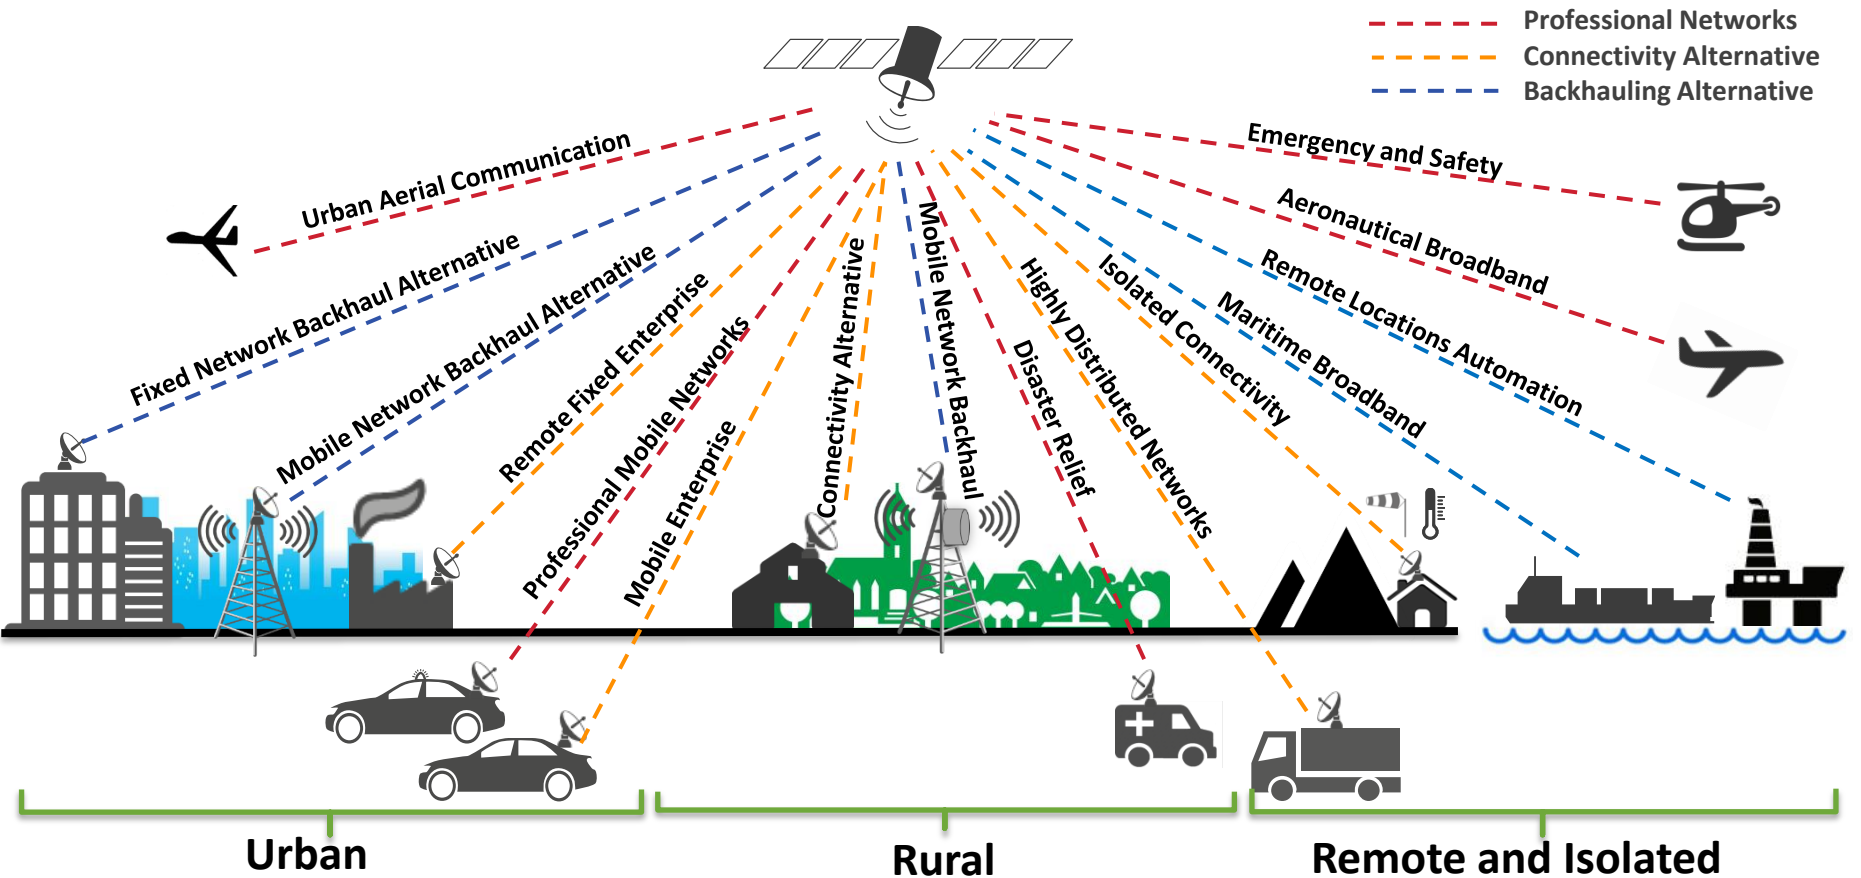 Professional Networks
Connectivity Alternative
Backhauling Alternative
Urban Aerial Communication
Fixed Network Backhaul Alternative
Mobile Network Backhaul Alternative
Remote Fixed Enterprise
Professional Mobile Networks
Mobile Enterprise
Connectivity Alternative
Mobile Network Backhaul
Disaster Relief
Highly Distributed Networks
Isolated Connectivity
Maritime Broadband
Remote Locations Automation
Aeronautical Broadband
Emergency and Safety
Urban
Rural
Remote and Isolated